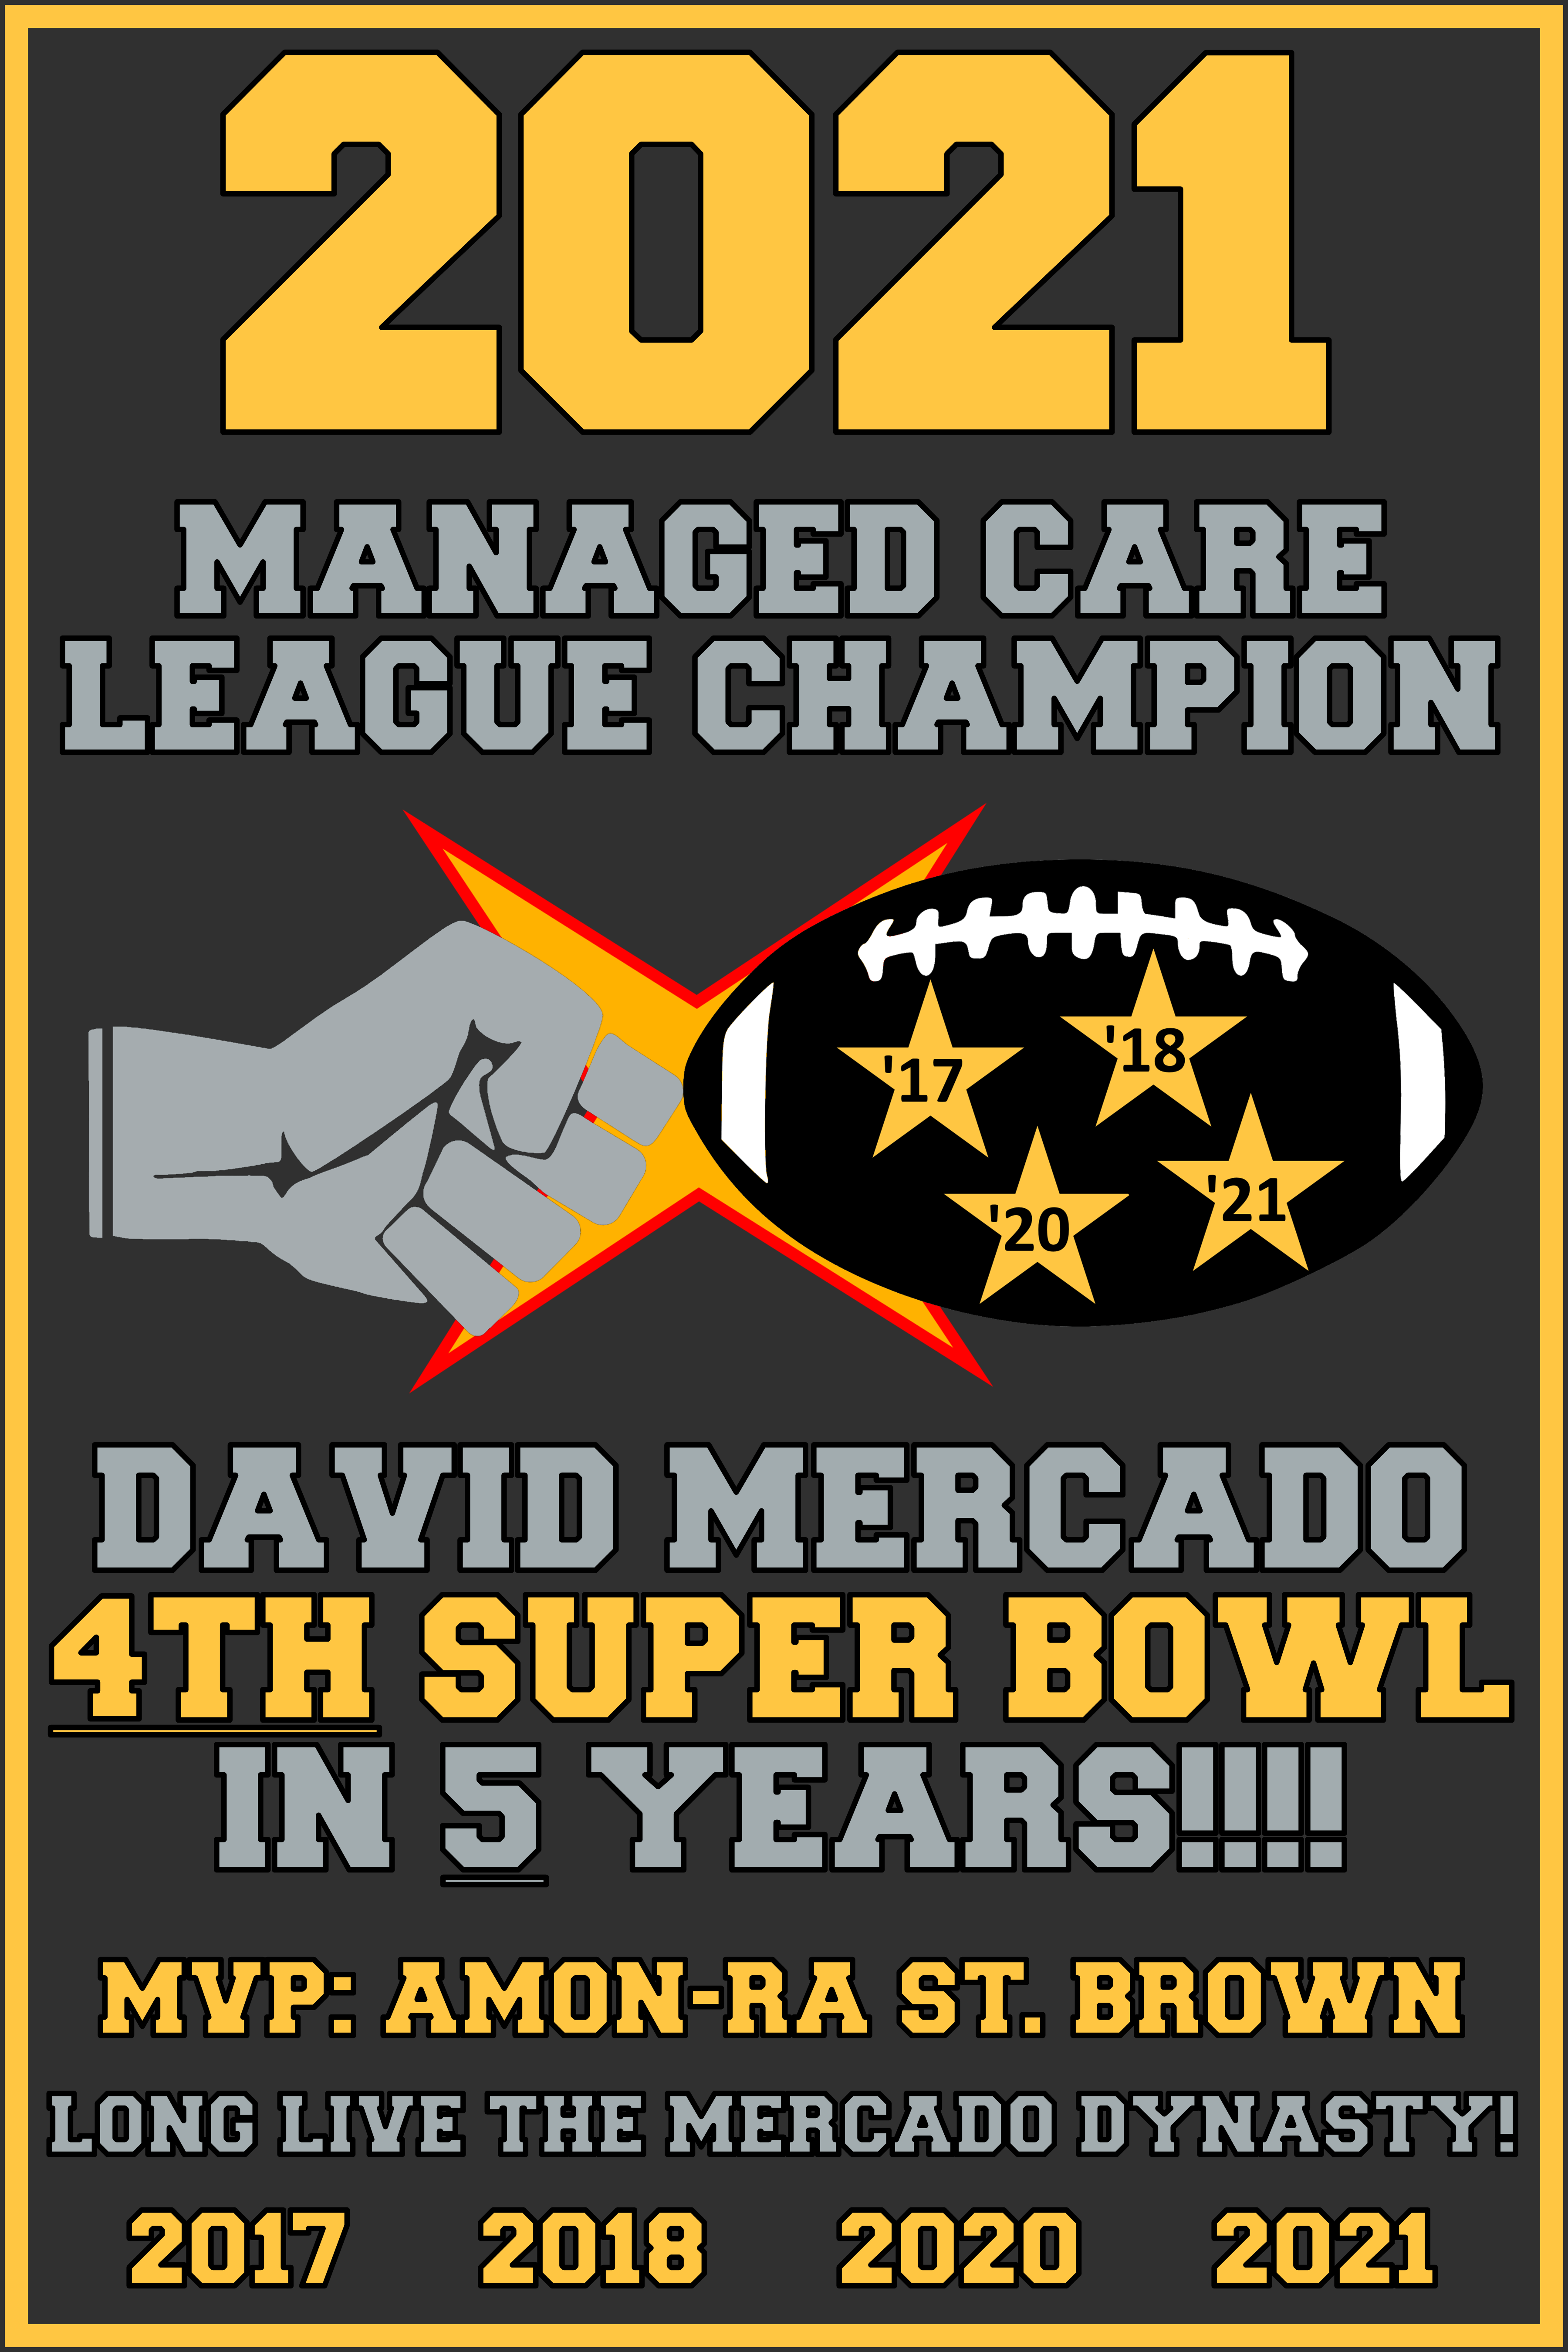 2021
MANAGED CARE
LEAGUE CHAMPION
'17
'18
'20
'21
DAVID MERCADO
4TH SUPER BOWL
IN 5 YEARS!!!!
MVP: AMON-RA ST. BROWN
LONG LIVE THE MERCADO DYNASTY!
2017 2018 2020 2021